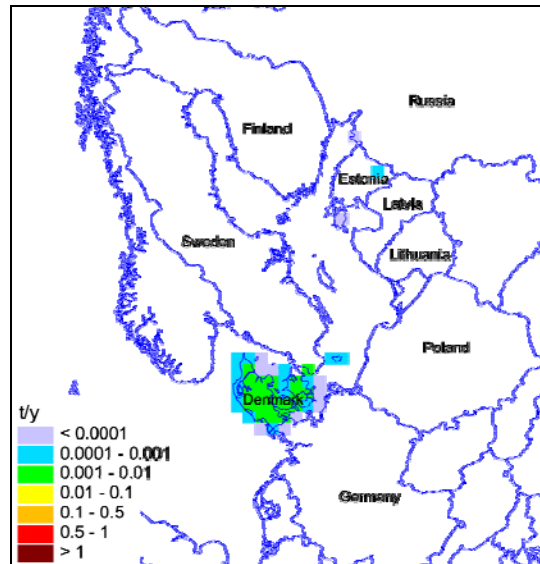 Russia
Finland
Estonia
Latvia
Sweden
Lithuania
Poland
Denmark
Germany
t/y
< 0.0001
0.0001 - 0.001
0.001 - 0.01
0.01 - 0.1
0.1 - 0.5
0.5 - 1
> 1